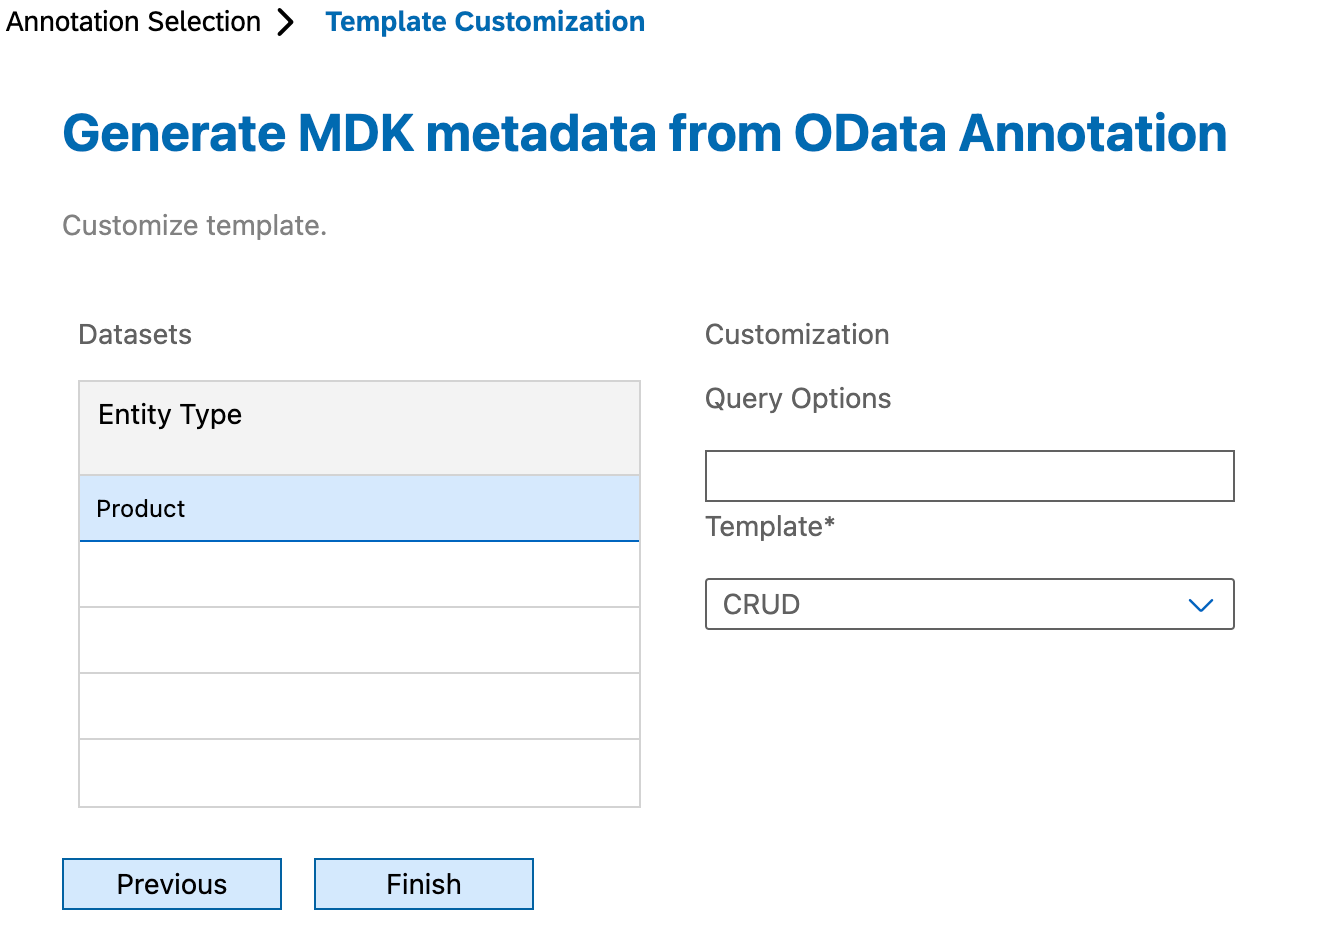 Annotation Selection Template Customization
Generate MDK metadata from OData Annotation
Customize template.
Datasets
Entity Type
Product
Customization
Query Options
Template*
CRUD
Previous Finish